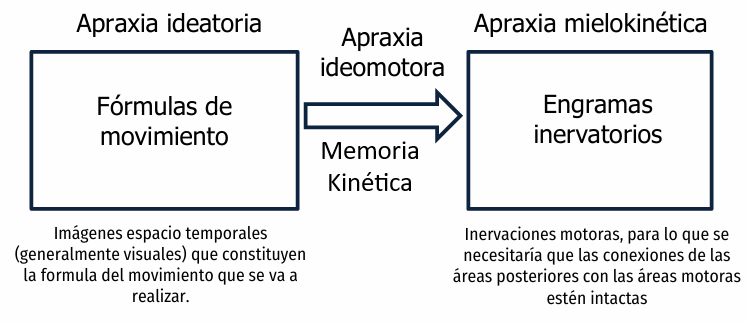 Apraxia ideatoria
Apraxia
ideomotora
Apraxia mielokinética
Fórmulas de
movimiento
Memoria
Kinética
Engramas
inervatorios
Imágenes espacio temporales
(generalmente visuales) que constituyen
la formula del movimiento que se va a
realizar.
Inervaciones motoras, para lo que se
necesitaría que las conexiones de las
áreas posteriores con las áreas motoras
estén intactas